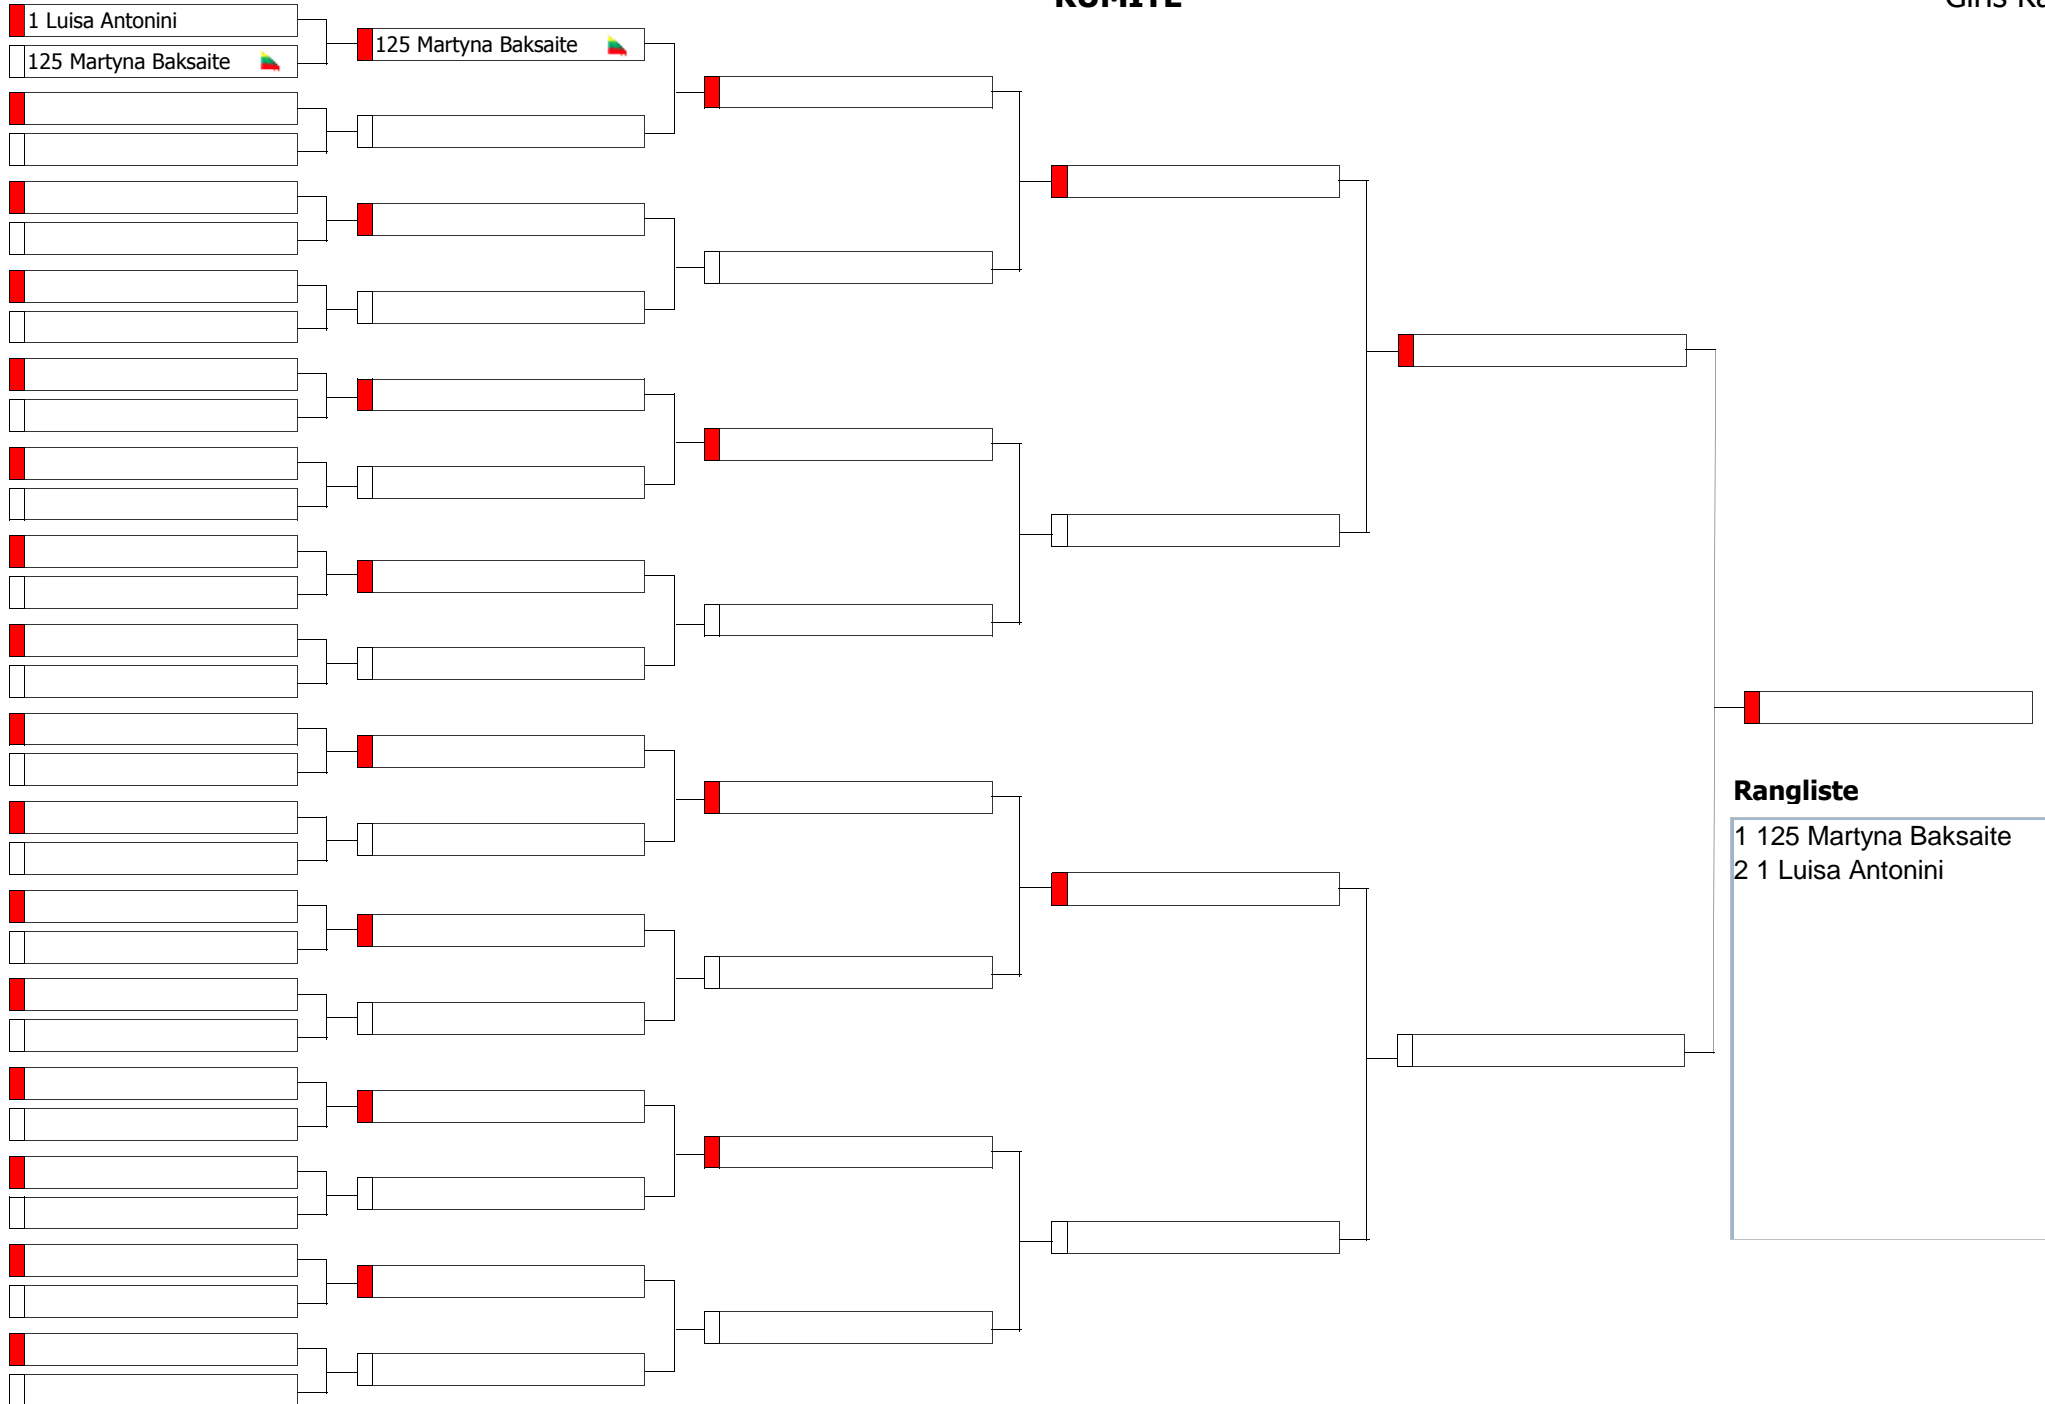 KUMITE
Girls
1 Luisa Antonini
125 Martyna Baksaite
125 Martyna Baksaite
Rangliste
1 125 Martyna Baksaite
2 1 Luisa Antonini